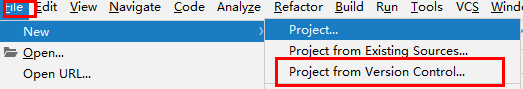 File Edit View Navigate Code Analyze Refactor Build Run Tools VCS
New
Project...
Open...
Project from Existing Sources...
Open URL...
Project from Version Control...